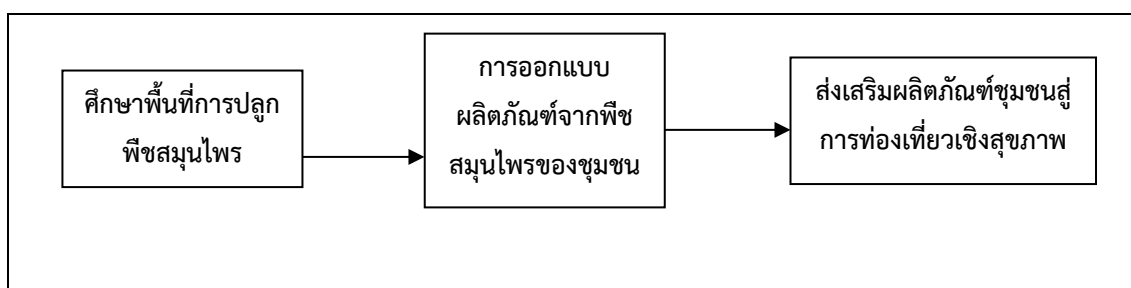 ศึกษาพื้นที่การปลูก
พืชสมุนไพร
การออกแบบ
ผลิตภัณฑ์จากพืช
สมุนไพรของชุมชน
ส่งเสริมผลิตภัณฑ์ชุมชนสู่
การท่องเที่ยวเชิงสุขภาพ